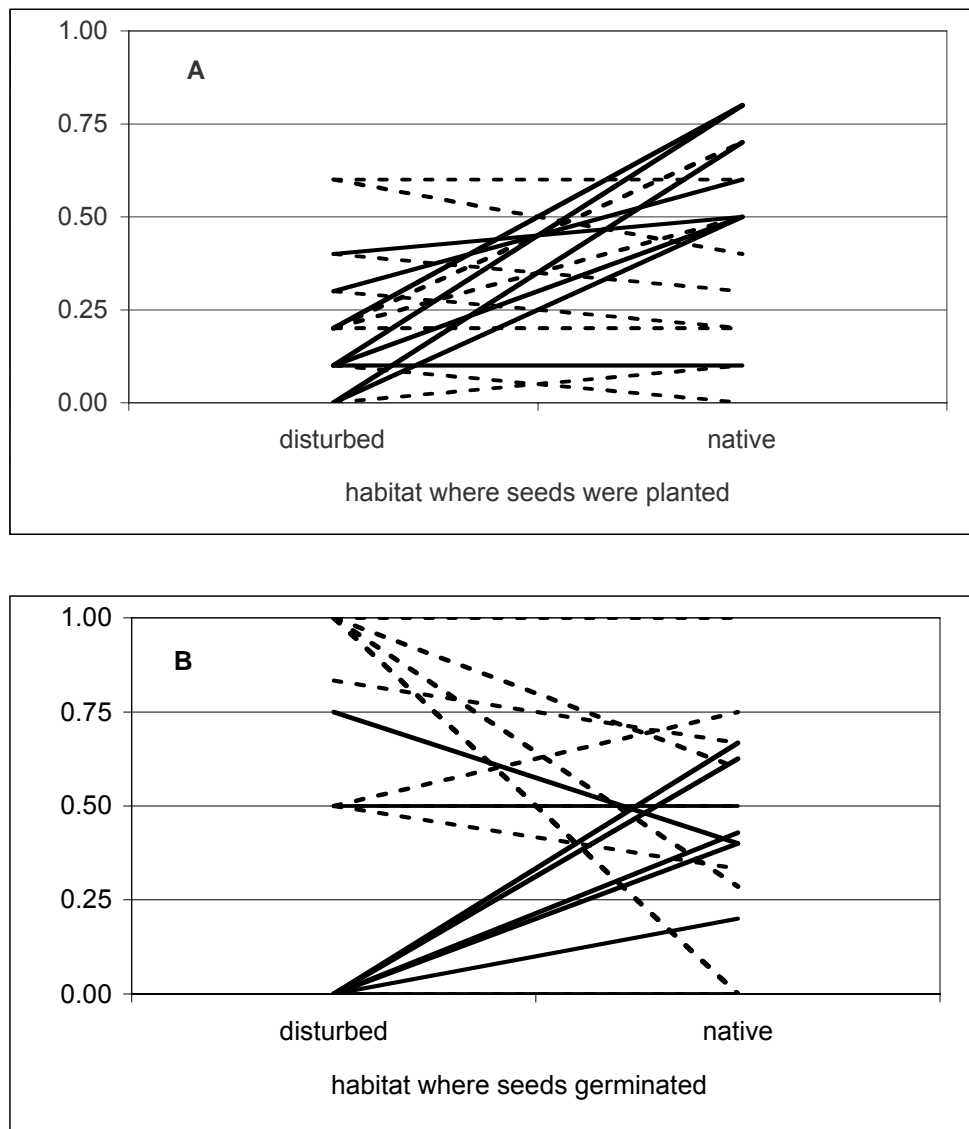 1.00
A
0.75
0.50
0.25
0.00
disturbed native
habitat where seeds were planted
1.00
B
0.75
0.50
0.25
0.00
disturbed native
habitat where seeds germinated